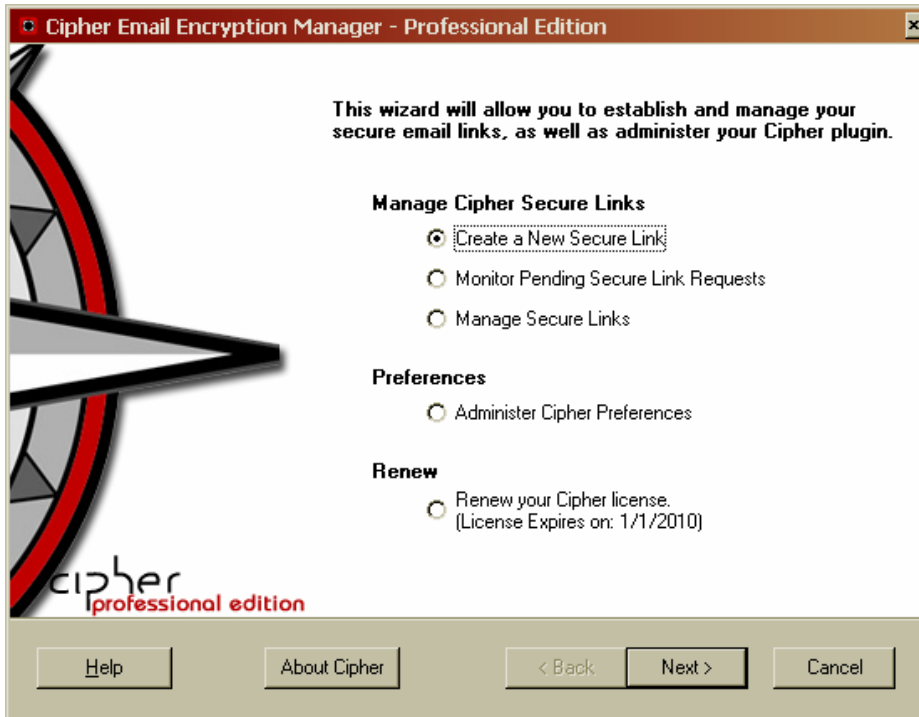 Cipher Email Encryption Manager - Professional Edition
This wizard will allow you to establish and manage your
secure email links, as well as administer your Cipher plugin.
Manage Cipher Secure Links
Create a New Secure Link
Monitor Pending Secure Link Requests
Manage Secure Links
Preferences
Administer Cipher Preferences
Renew
Renew your Cipher license.
(License Expires on: 1/1/2010)
cipher
professional edition
Help
About Cipher
< Back
Next >
Cancel